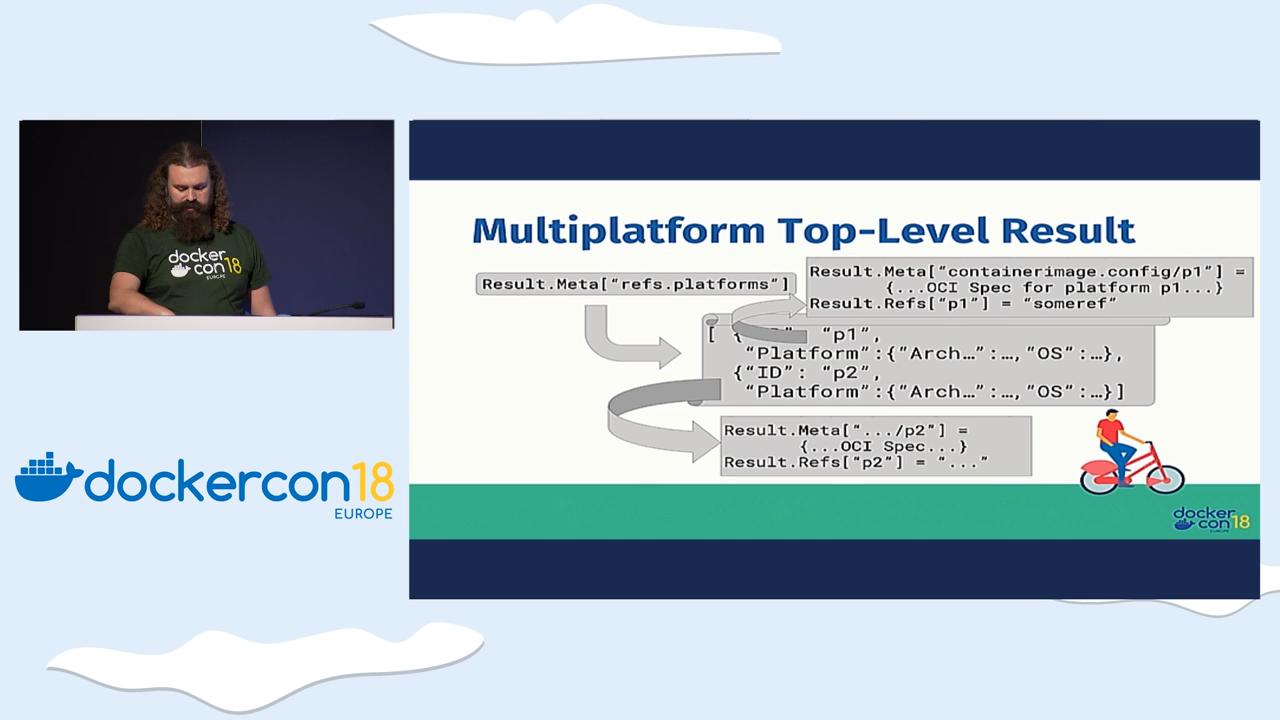 docker
con 18
EUROPE
dockercon18
EUROPE
Multiplatform Top-Level Result
Result.Meta["refs.platforms"]
Result.Meta["containerimage.config/p1"] =
{...OCI Spec for platform p1...}
Result.Refs["p1"] = "someref"
[ "p1",
"Platform":{"Arch…":…,"OS":…},
{"ID": "p2",
"Platform":{"Arch…":…,"OS":…}]
Result.Meta[".../p2"] =
{...OCI Spec...}
Result.Refs["p2"] = "..."
docker
con 18
EUROPE